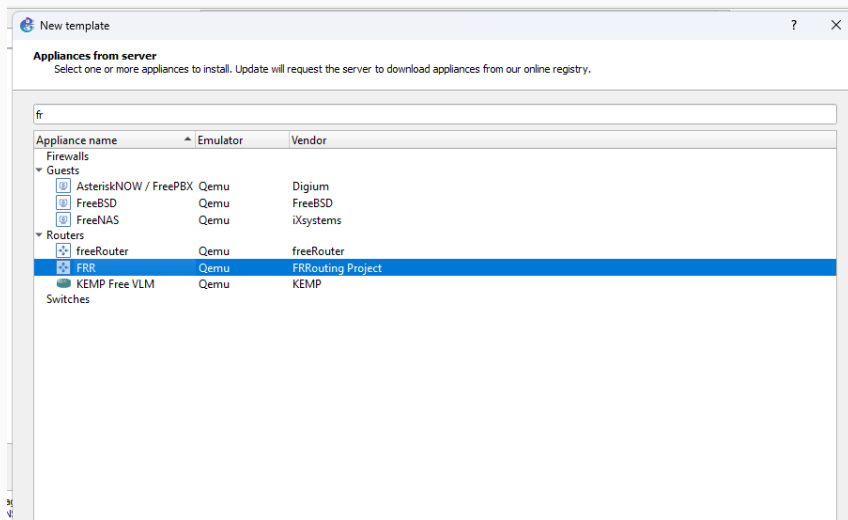 New template
?
Appliances from server
Select one or more appliances to install. Update will request the server to download appliances from our online registry.
fr
Appliance name Emulator Vendor
Firewalls
Guests
AsteriskNOW / FreePBX Qemu Digium
FreeBSD Qemu FreeBSD
FreeNAS Qemu iXsystems
Routers
freeRouter Qemu freeRouter
FRR Qemu FRRouting Project
KEMP Free VLM Qemu KEMP
Switches